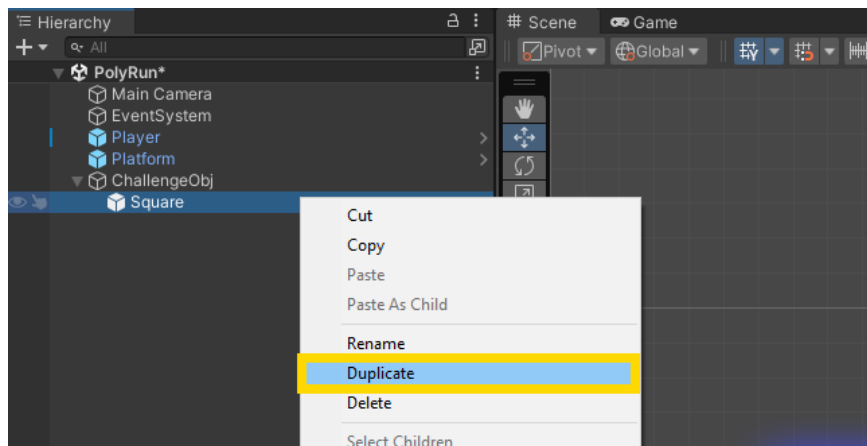 Hierarchy
# Scene
Game
All
Pivot
Global
PolyRun*
Main Camera
EventSystem
Player
Platform
ChallengeObj
Square
Cut
Copy
Paste
Paste As Child
Rename
Duplicate
Delete
Select Children